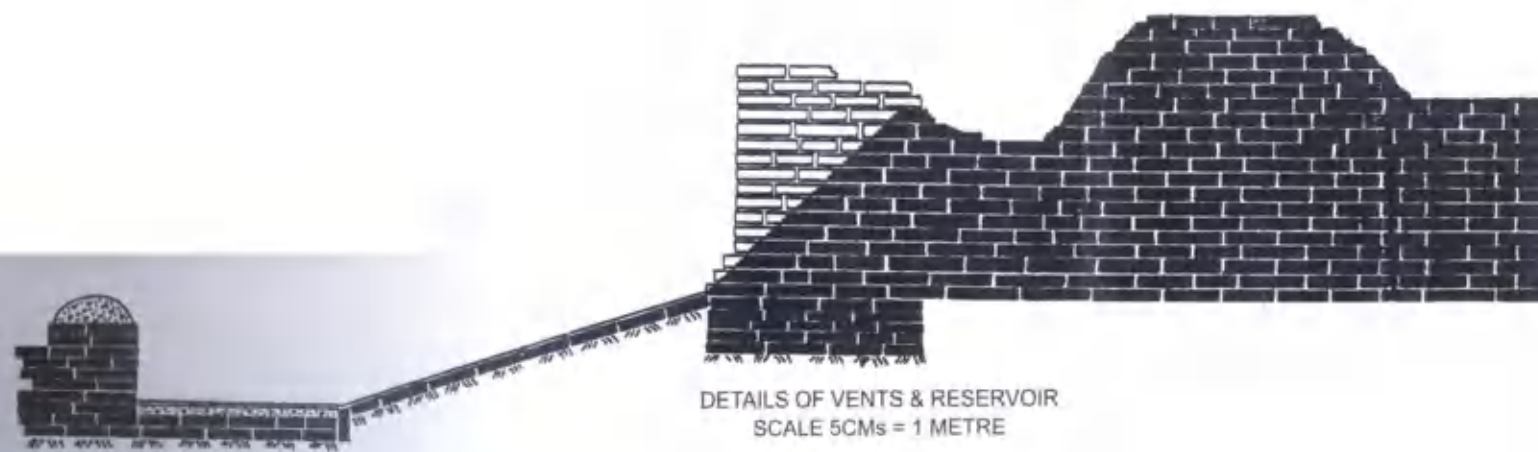 DETAILS OF VENTS & RESERVOIR
SCALE 5CMs = 1 METRE